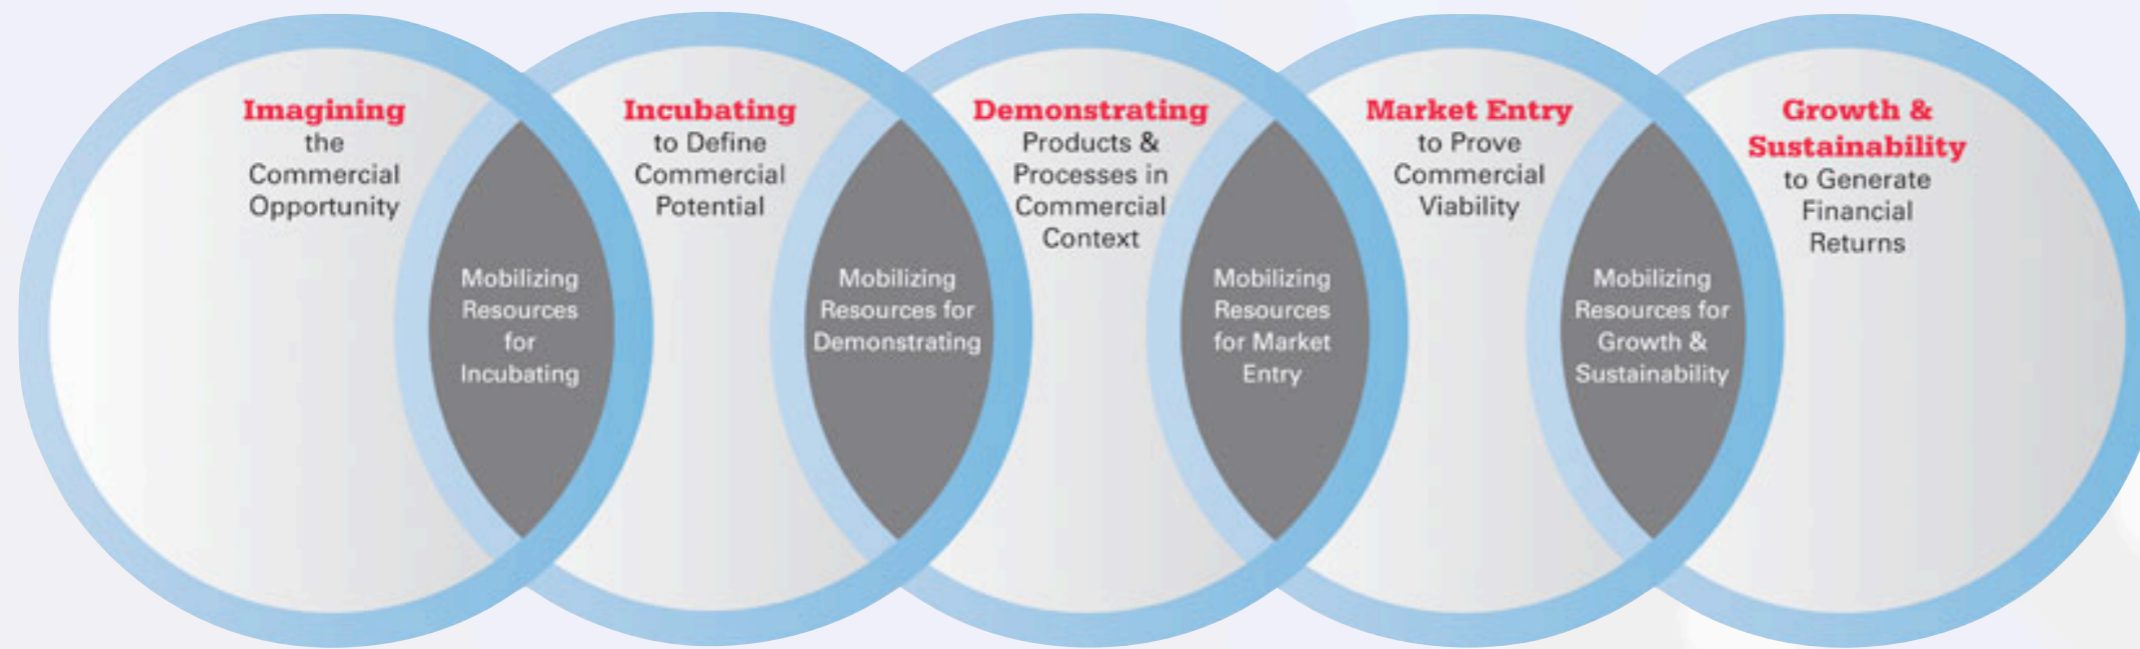 Imagining
the
Commercial
Opportunity
Mobilizing
Resources
for
Incubating
Incubating
to Define
Commercial
Potential
Mobilizing
Resources for
Demonstrating
Demonstrating
Products &
Processes in
Commercial
Context
Mobilizing
Resources
for Market
Entry
Market Entry
to Prove
Commercial
Viability
Mobilizing
Resources for
Growth &
Sustainability
Growth &
Sustainability
to Generate
Financial
Returns